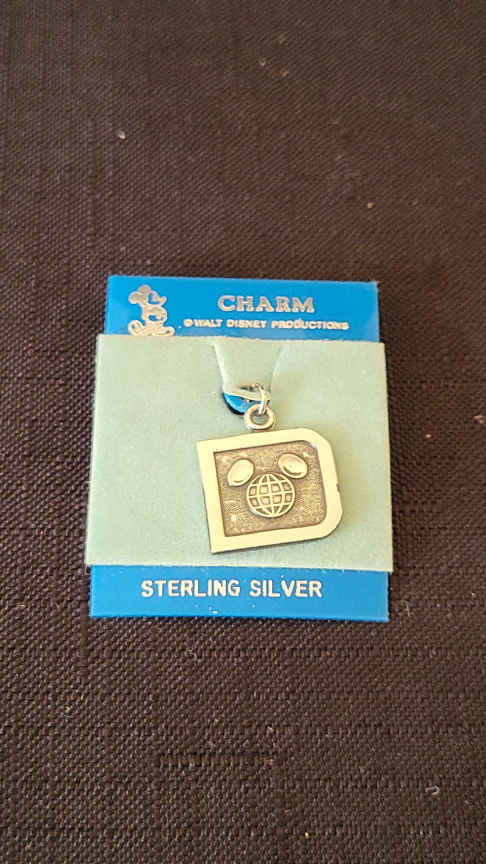 CHARM
© WALT DISNEY PRODUCTIONS
STERLING SILVER